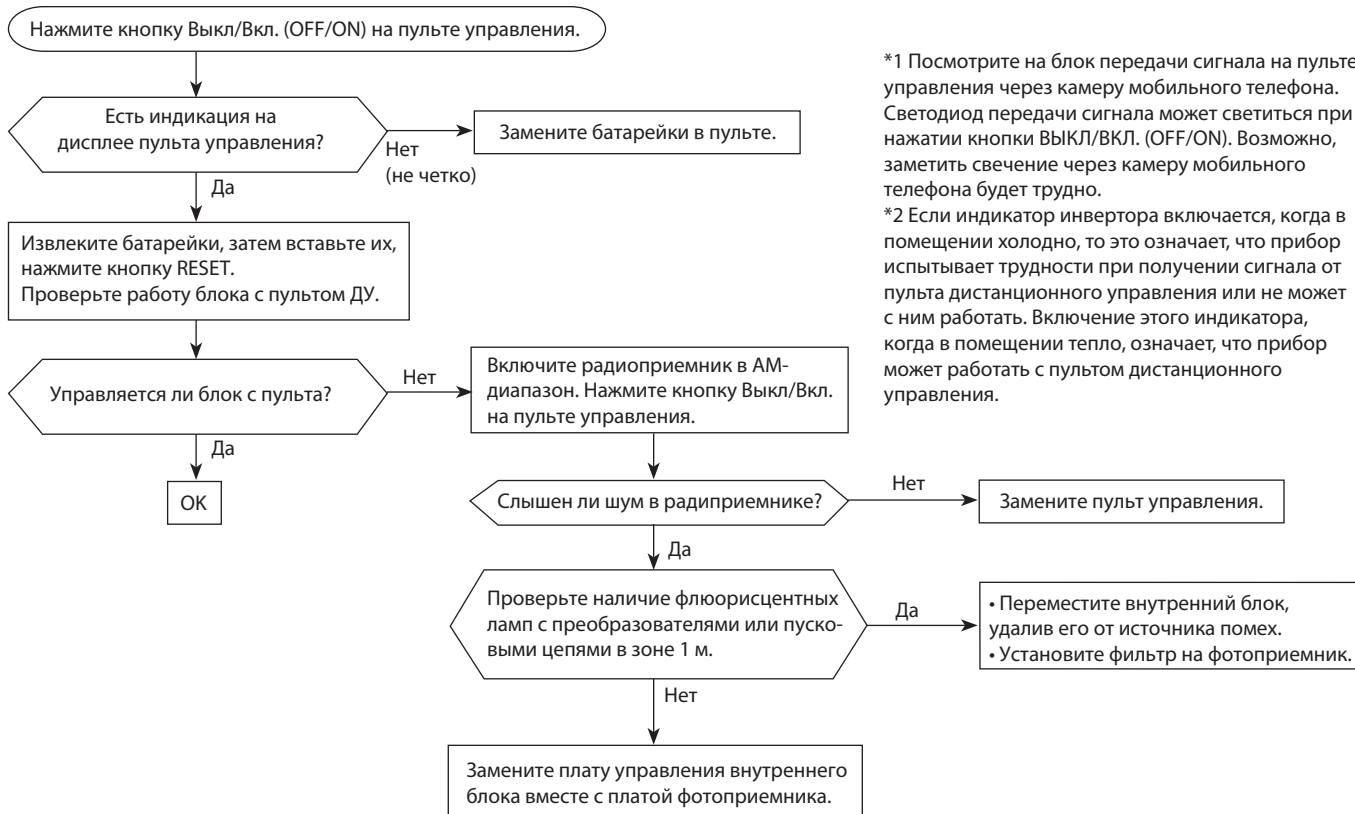 Нажмите кнопку Выкл/Вкл. (OFF/ON) на пульте управления.
Есть индикация на
дисплее пульта управления?
Нет
(не четко)
Замените батарейки в пульте.
Да
Извлеките батарейки, затем вставьте их,
нажмите кнопку RESET.
Проверьте работу блока с пультом ДУ.
Управляется ли блок с пульта?
Нет
Включите радиоприемник в АМ-
диапазон. Нажмите кнопку Выкл/Вкл.
на пульте управления.
Да
OK
Слышен ли шум в радиприемнике?
Нет
Замените пульт управления.
Да
Проверьте наличие флюорисцентных
ламп с преобразователями или пуско-
выми цепями в зоне 1 м.
Да
• Переместите внутренний блок,
удалив его от источника помех.
• Установите фильтр на фотоприемник.
Нет
Замените плату управления внутреннего
блока вместе с платой фотоприемника.
*1 Посмотрите на блок передачи сигнала на пульте
управления через камеру мобильного телефона.
Светодиод передачи сигнала может светиться при
нажатии кнопки ВЫКЛ/ВКЛ. (OFF/ON). Возможно,
заметить свечение через камеру мобильного
телефона будет трудно.
*2 Если индикатор инвертора включается, когда в
помещении холодно, то это означает, что прибор
испытывает трудности при получении сигнала от
пульта дистанционного управления или не может
с ним работать. Включение этого индикатора,
когда в помещении тепло, означает, что прибор
может работать с пультом дистанционного
управления.